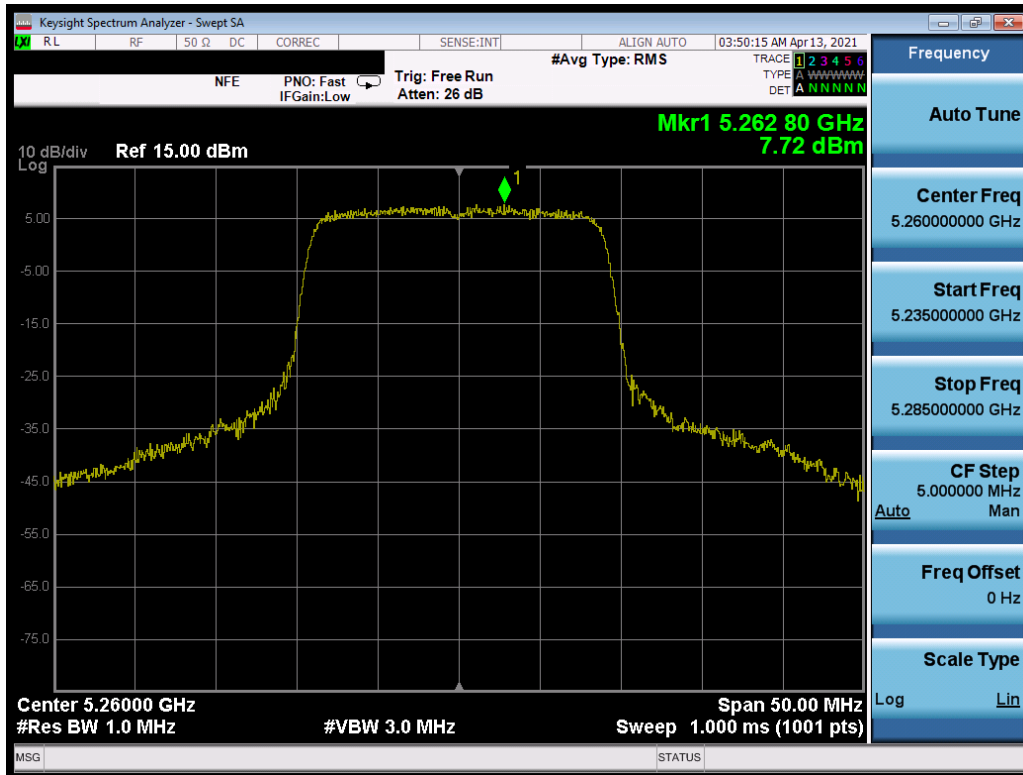 Keysight Spectrum Analyzer - Swept SA
LXI RL RF 50 Ω DC CORREC SENSE:INT ALIGN AUTO 03:50:15 AM Apr 13, 2021
NFE PNO: Fast Trig: Free Run #Avg Type: RMS TRACE 1 2 3 4 5 6
IFGain:Low Atten: 26 dB TYPE A WWWWW
DET A N N N N N
Mkr1 5.262 80 GHz
7.72 dBm
10 dB/div Ref 15.00 dBm
Log
1
5.00
-5.00
-15.0
-25.0
-35.0
-45.0
-55.0
-65.0
-75.0
Center 5.26000 GHz Span 50.00 MHz
#Res BW 1.0 MHz #VBW 3.0 MHz Sweep 1.000 ms (1001 pts)
MSG STATUS
Frequency
Auto Tune
Center Freq
5.260000000 GHz
Start Freq
5.235000000 GHz
Stop Freq
5.285000000 GHz
CF Step
5.000000 MHz
Auto Man
Freq Offset
0 Hz
Scale Type
Log Lin